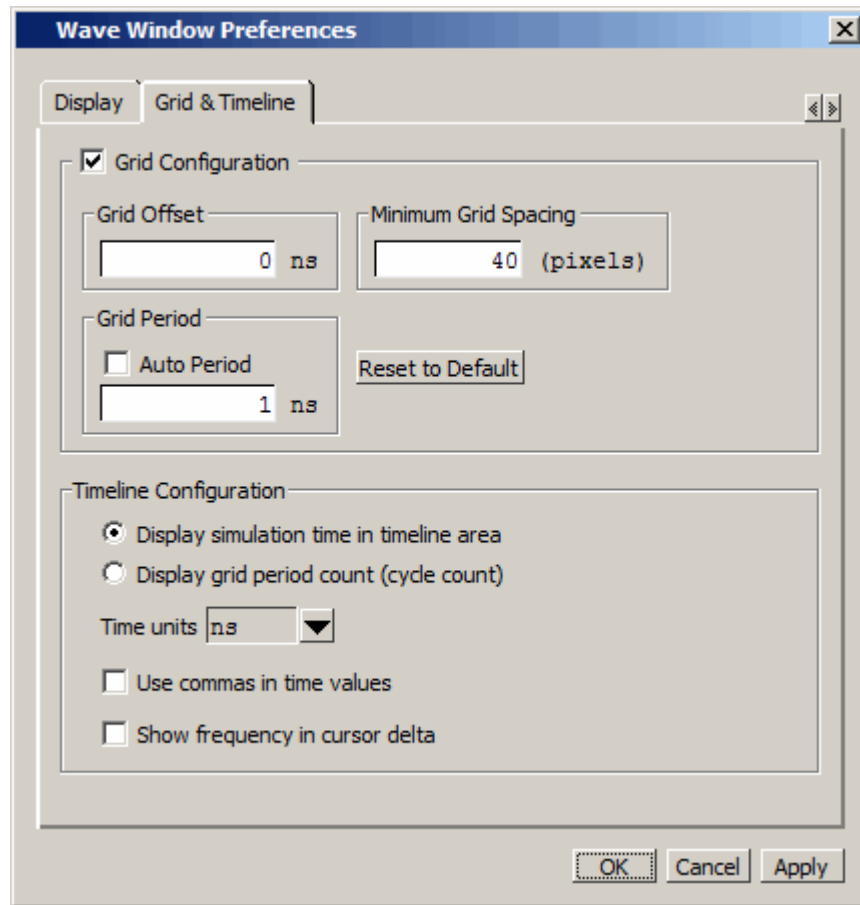 Wave Window Preferences
Display
Grid & Timeline
Grid Configuration
Grid Offset
0 ns
Minimum Grid Spacing
40 (pixels)
Grid Period
Auto Period
1 ns
Reset to Default
Timeline Configuration
Display simulation time in timeline area
Display grid period count (cycle count)
Time units ns
Use commas in time values
Show frequency in cursor delta
OK
Cancel
Apply